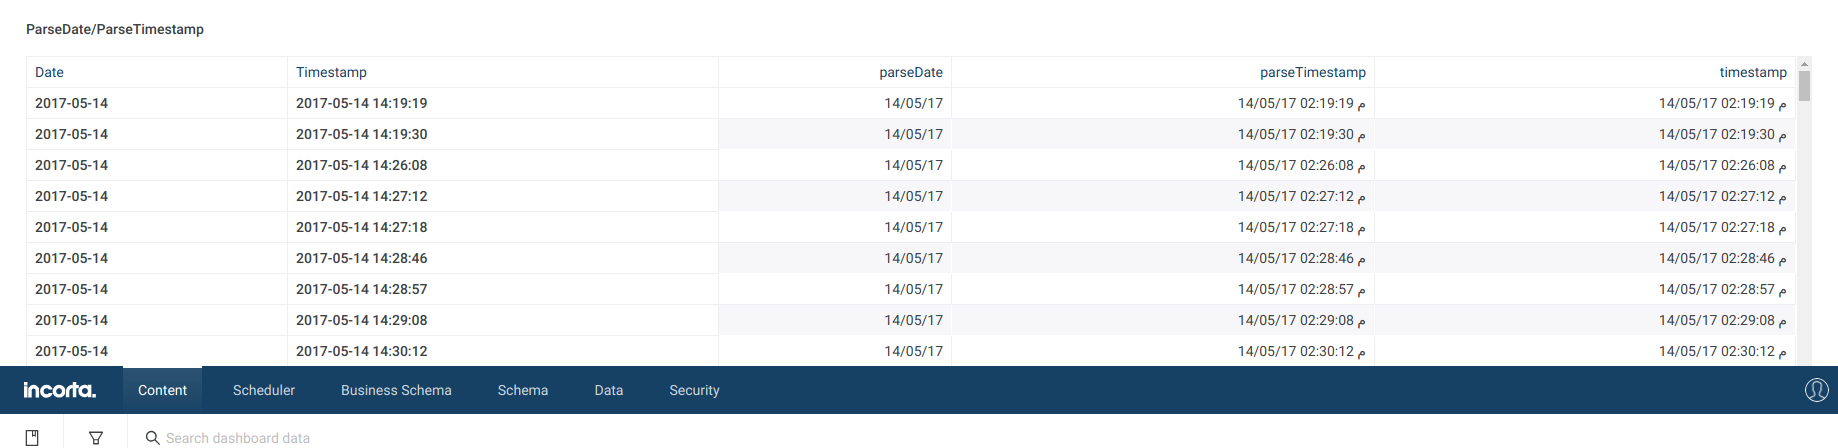 ParseDate/ParseTimestamp
Date Timestamp parseDate parseTimestamp timestamp
2017-05-14 2017-05-14 14:19:19 14/05/17 14/05/17 02:19:19 م 14/05/17 02:19:19 م
2017-05-14 2017-05-14 14:19:30 14/05/17 14/05/17 02:19:30 م 14/05/17 02:19:30 م
2017-05-14 2017-05-14 14:26:08 14/05/17 14/05/17 02:26:08 م 14/05/17 02:26:08 م
2017-05-14 2017-05-14 14:27:12 14/05/17 14/05/17 02:27:12 م 14/05/17 02:27:12 م
2017-05-14 2017-05-14 14:27:18 14/05/17 14/05/17 02:27:18 م 14/05/17 02:27:18 م
2017-05-14 2017-05-14 14:28:46 14/05/17 14/05/17 02:28:46 م 14/05/17 02:28:46 م
2017-05-14 2017-05-14 14:28:57 14/05/17 14/05/17 02:28:57 م 14/05/17 02:28:57 م
2017-05-14 2017-05-14 14:29:08 14/05/17 14/05/17 02:29:08 م 14/05/17 02:29:08 م
2017-05-14 2017-05-14 14:30:12 14/05/17 14/05/17 02:30:12 م 14/05/17 02:30:12 م
incorta. Content Scheduler Business Schema Schema Data Security
Search dashboard data